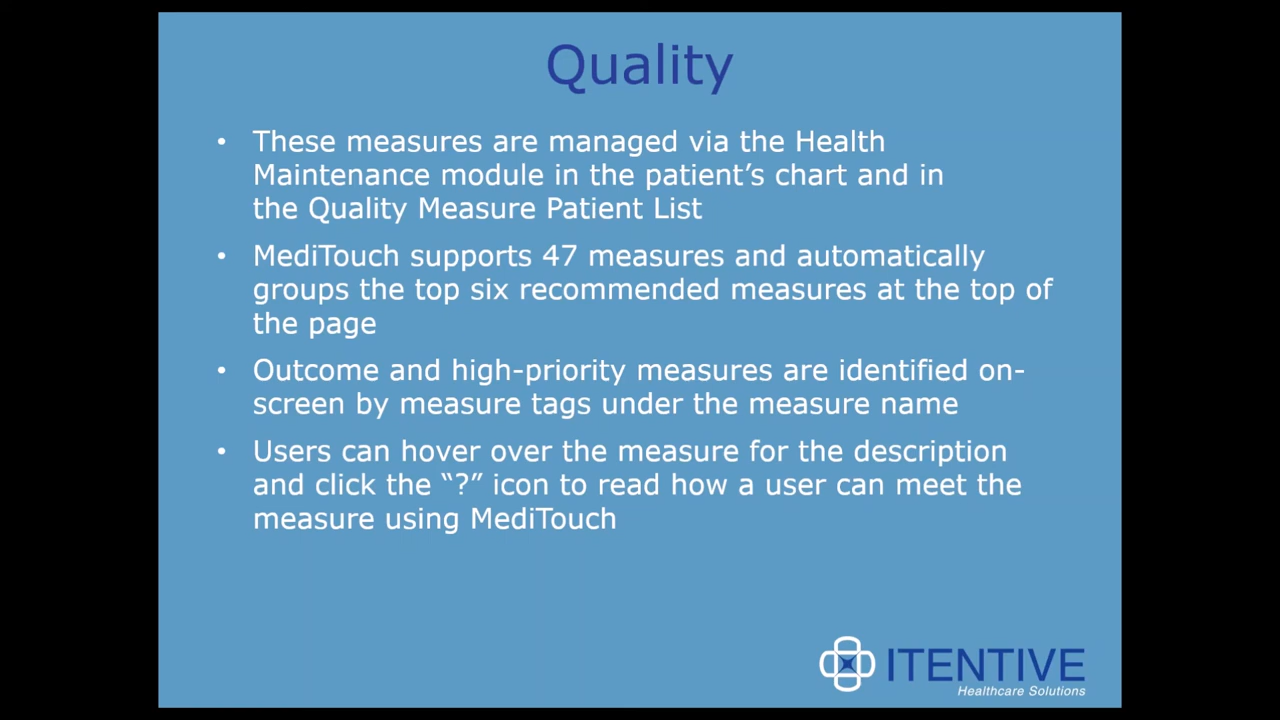 Quality
• These measures are managed via the Health
Maintenance module in the patient’s chart and in
the Quality Measure Patient List
• MediTouch supports 47 measures and automatically
groups the top six recommended measures at the top of
the page
• Outcome and high-priority measures are identified on-
screen by measure tags under the measure name
• Users can hover over the measure for the description
and click the “?” icon to read how a user can meet the
measure using MediTouch
ITENTIVE
Healthcare Solutions